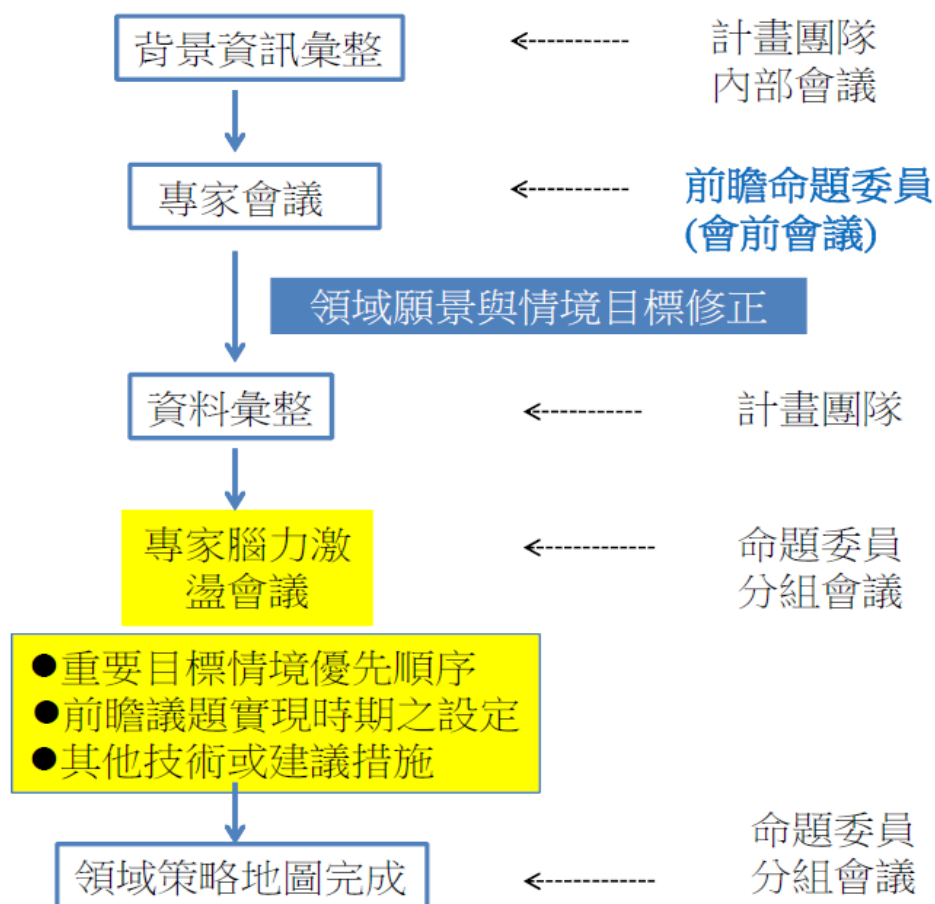 背景資訊彙整
計畫團隊
內部會議
專家會議
前瞻命題委員
(會前會議)
領域願景與情境目標修正
資料彙整
計畫團隊
專家腦力激
盪會議
命題委員
分組會議
●重要目標情境優先順序
●前瞻議題實現時期之設定
●其他技術或建議措施
領域策略地圖完成
命題委員
分組會議